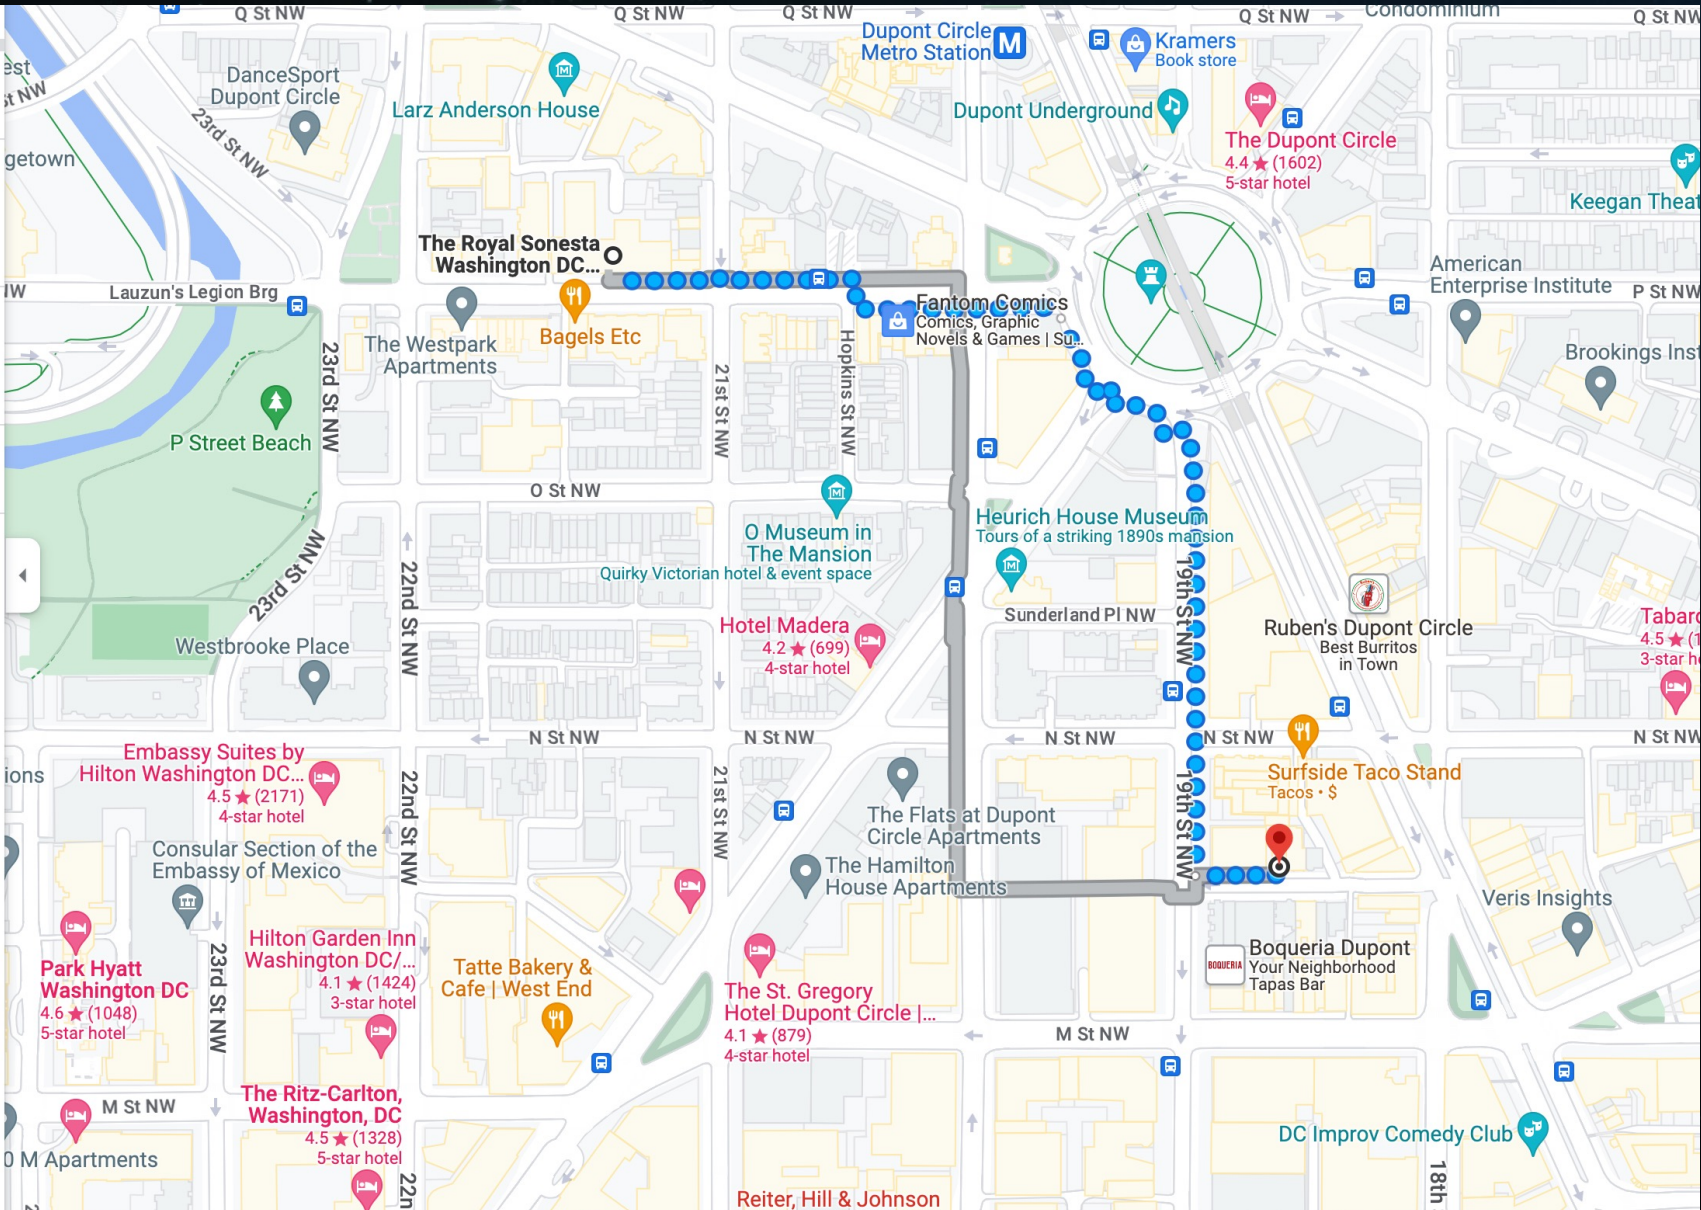 Q St NW
Q St NW
Q St NW
Q St NW
Q St NW
Condominium
Dupont Circle
Metro Station
M
Kramers
Book store
est
St NW
DanceSport
Dupont Circle
Larz Anderson House
Dupont Underground
The Dupont Circle
4.4 ★ (1602)
5-star hotel
23rd St NW
getown
Keegan Theat
The Royal Sonesta
Washington DC...
American
Enterprise Institute
NW
Lauzun's Legion Brg
P St NW
Fantom Comics
Comics, Graphic
Novels & Games | Su...
Bagels Etc
The Westpark
Apartments
Hopkins St NW
23rd St NW
21st St NW
Brookings Inst
P Street Beach
O St NW
O Museum in
The Mansion
Quirky Victorian hotel & event space
Heurich House Museum
Tours of a striking 1890s mansion
23rd St NW
22nd St NW
19th St NW
Sunderland Pl NW
Hotel Madera
4.2 ★ (699)
4-star hotel
Ruben's Dupont Circle
Best Burritos
in Town
Tabard
4.5 ★ (1
3-star h
Westbrooke Place
N St NW
N St NW
N St NW
N St NW
N St NW
Embassy Suites by
Hilton Washington DC...
4.5 ★ (2171)
4-star hotel
ions
22nd St NW
21st St NW
19th St NW
Surfside Taco Stand
Tacos • $
The Flats at Dupont
Circle Apartments
Consular Section of the
Embassy of Mexico
The Hamilton
House Apartments
Veris Insights
Hilton Garden Inn
Washington DC/...
4.1 ★ (1424)
3-star hotel
23rd St NW
Park Hyatt
Washington DC
4.6 ★ (1048)
5-star hotel
Tatte Bakery &
Cafe | West End
BOQUERIA
Boqueria Dupont
Your Neighborhood
Tapas Bar
The St. Gregory
Hotel Dupont Circle |...
4.1 ★ (879)
4-star hotel
M St NW
The Ritz-Carlton,
Washington, DC
4.5 ★ (1328)
5-star hotel
M St NW
DC Improv Comedy Club
0 M Apartments
22n
18th
Reiter, Hill & Johnson